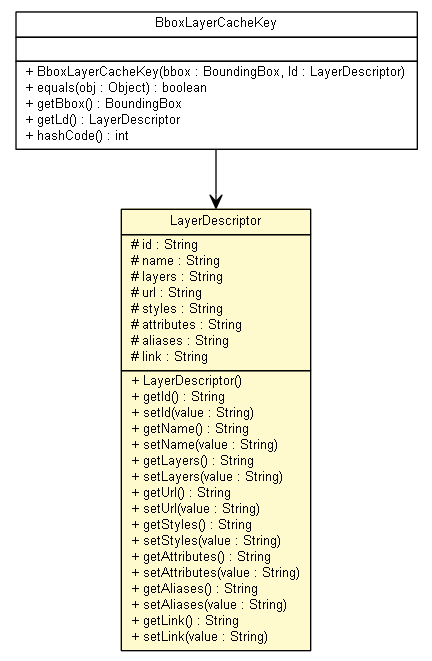 BboxLayerCacheKey
+ BboxLayerCacheKey(bbox : BoundingBox, ld : LayerDescriptor)
+ equals(obj : Object) : boolean
+ getBbox() : BoundingBox
+ getLd() : LayerDescriptor
+ hashCode() : int
LayerDescriptor
# id : String
# name : String
# layers : String
# url : String
# styles : String
# attributes : String
# aliases : String
# link : String
+ LayerDescriptor()
+ getId() : String
+ setId(value : String)
+ getName() : String
+ setName(value : String)
+ getLayers() : String
+ setLayers(value : String)
+ getUrl() : String
+ setUrl(value : String)
+ getStyles() : String
+ setStyles(value : String)
+ getAttributes() : String
+ setAttributes(value : String)
+ getAliases() : String
+ setAliases(value : String)
+ getLink() : String
+ setLink(value : String)